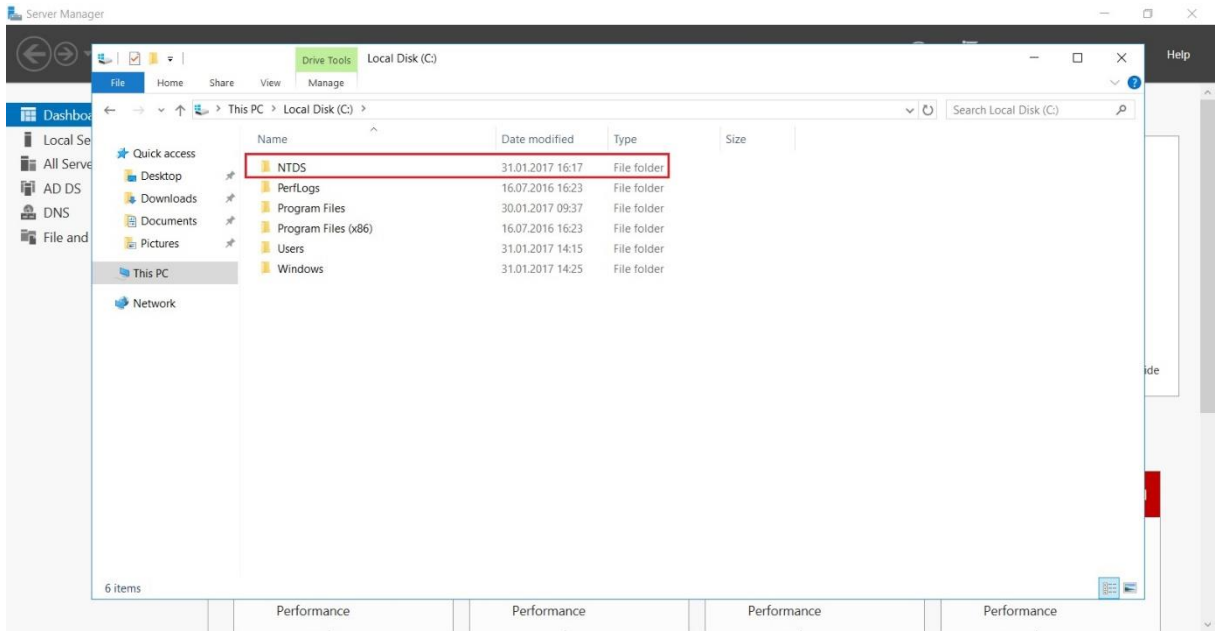 Server Manager
Help
Drive Tools Local Disk (C:)
File Home Share View Manage
This PC > Local Disk (C:) >
Search Local Disk (C:)
Dashboa
Local Se
All Serve
AD DS
DNS
File and
Quick access
Desktop
Downloads
Documents
Pictures
This PC
Network
Name Date modified Type Size
NTDS 31.01.2017 16:17 File folder
PerfLogs 16.07.2016 16:23 File folder
Program Files 30.01.2017 09:37 File folder
Program Files (x86) 16.07.2016 16:23 File folder
Users 31.01.2017 14:15 File folder
Windows 31.01.2017 14:25 File folder
ide
6 items
Performance Performance Performance Performance